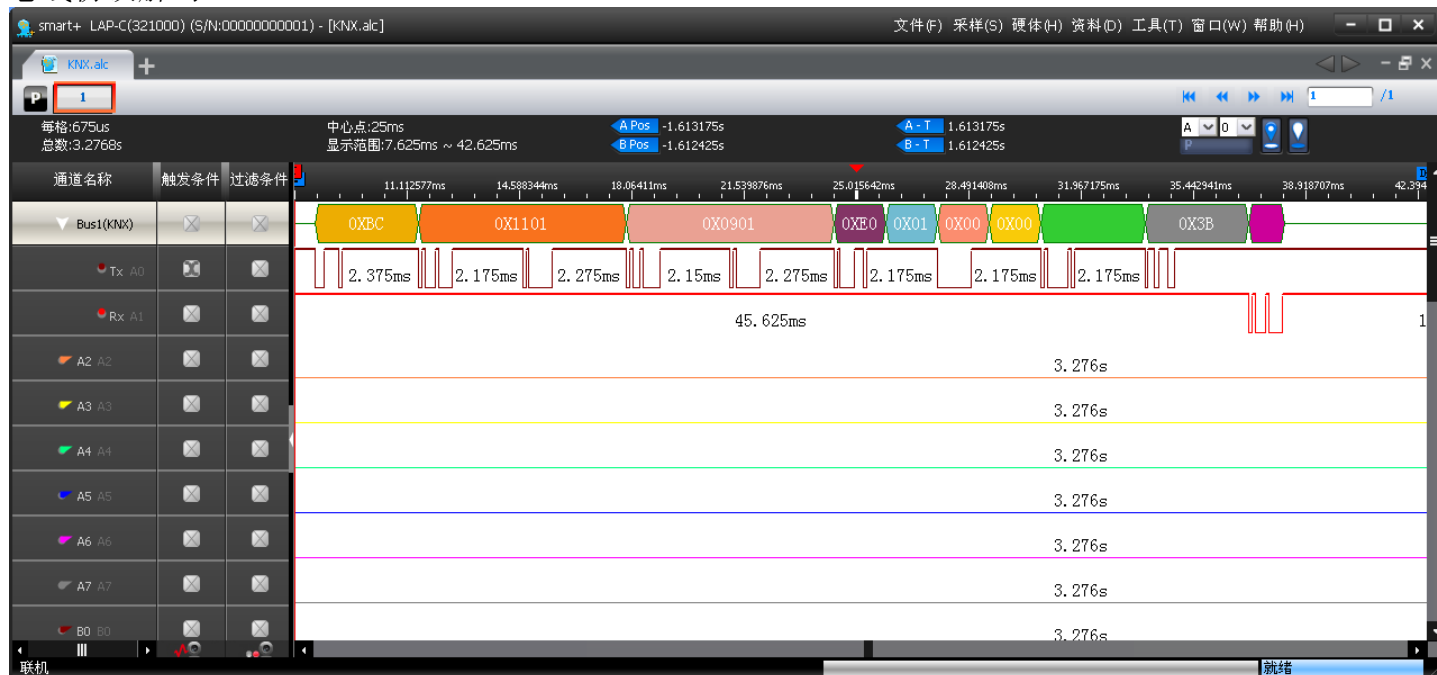 smart+ LAP-C(321000) (S/N:00000000001) - [KNX.alc] 文件(F) 采样(S) 硬体(H) 资料(D) 工具(T) 窗口(W) 帮助(H)
KNX.alc
P 1 1 /1
每格:675us 中心点:25ms A Pos -1.613175s A - T 1.613175s A 0
总数:3.2768s 显示范围:7.625ms ~ 42.625ms B Pos -1.612425s B - T 1.612425s P
通道名称 触发条件 过滤条件 11.112577ms 14.588344ms 18.06411ms 21.539876ms 25.015642ms 28.491408ms 31.967175ms 35.442941ms 38.918707ms 42.394 D
Bus1(KNX) 0XBC 0X1101 0X0901 0XE0 0X01 0X00 0X00 0X3B
Tx A0 2.375ms 2.175ms 2.275ms 2.15ms 2.275ms 2.175ms 2.175ms 2.175ms
Rx A1 45.625ms 1
A2 A2 3.276s
A3 A3 3.276s
A4 A4 3.276s
A5 A5 3.276s
A6 A6 3.276s
A7 A7 3.276s
B0 B0 3.276s
联机 就绪